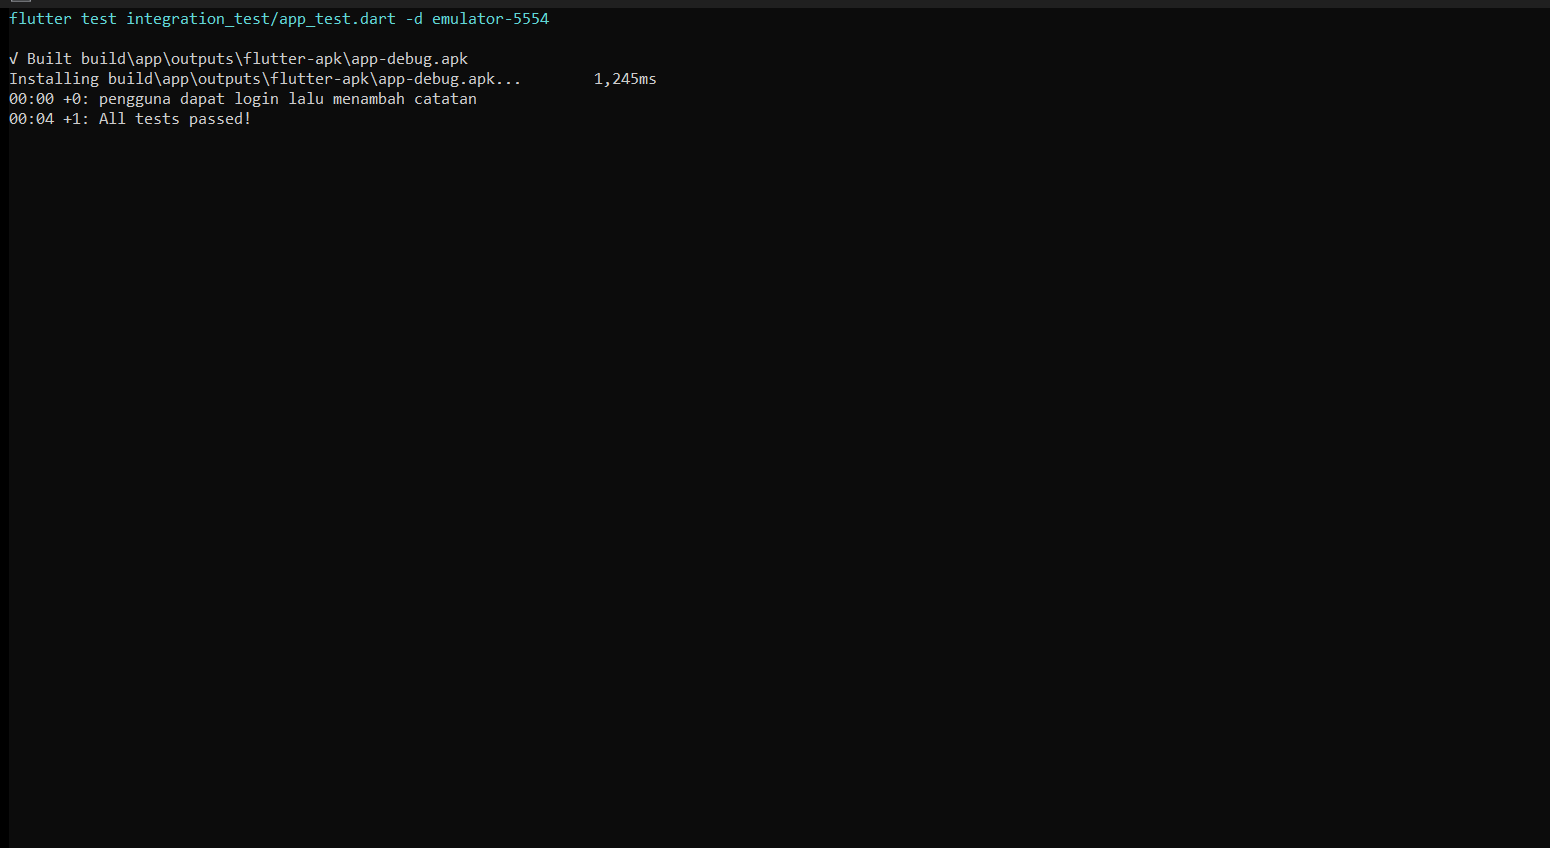 flutter test integration_test/app_test.dart -d emulator-5554
√ Built build\app\outputs\flutter-apk\app-debug.apk
Installing build\app\outputs\flutter-apk\app-debug.apk...        1,245ms
00:00 +0: pengguna dapat login lalu menambah catatan
00:04 +1: All tests passed!